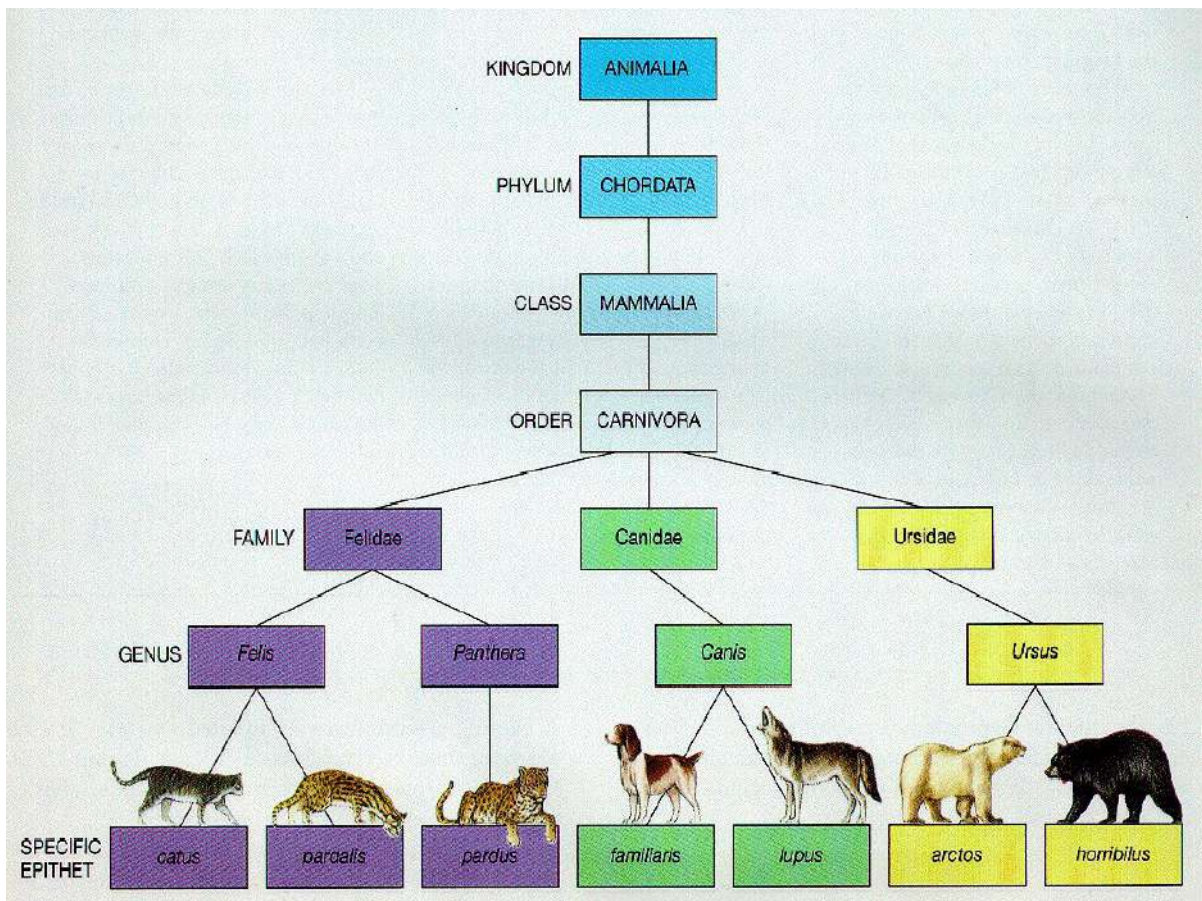 KINGDOM ANIMALIA
PHYLUM CHORDATA
CLASS MAMMALIA
ORDER CARNIVORA
FAMILY Felidae Canidae Ursidae
GENUS Felis Panthera Canis Ursus
SPECIFIC
EPITHET
catus pardalis pardus familiaris lupus arctos horribilus